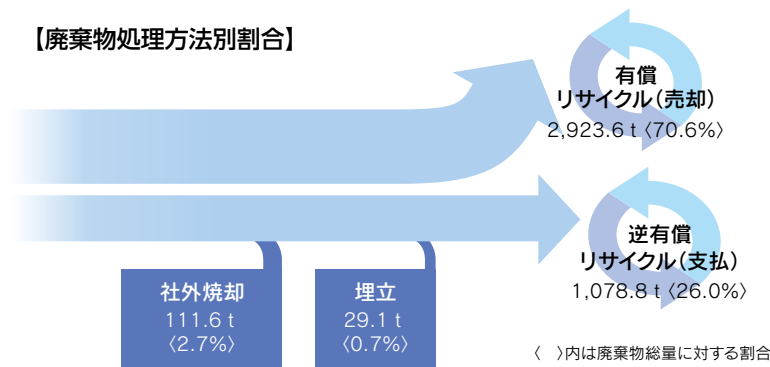 【廃棄物処理方法別割合】
有償
リサイクル（売却）
2,923.6 t〈70.6%〉
逆有償
リサイクル（支払）
1,078.8 t〈26.0%〉
社外焼却
111.6 t
〈2.7%〉
埋立
29.1 t
〈0.7%〉
〈　〉内は廃棄物総量に対する割合